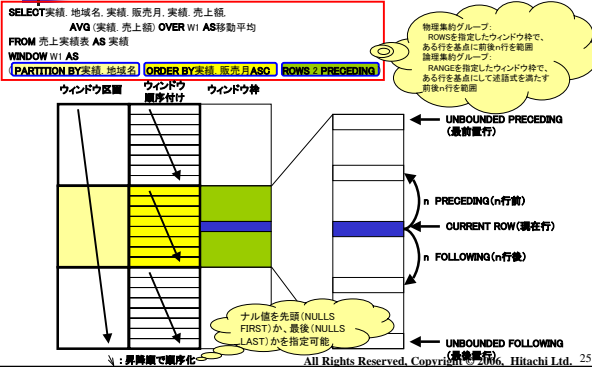 SELECT実績. 地域名, 実績. 販売月, 実績. 売上額,
AVG (実績. 売上額) OVER W1 AS移動平均
FROM 売上実績表 AS 実績
WINDOW W1 AS
(PARTITION BY実績. 地域名 ORDER BY実績. 販売月ASC ROWS 2 PRECEDING)
物理集約グループ:
ROWSを指定したウィンドウ枠で、
ある行を基点に前後n行を範囲
論理集約グループ:
RANGEを指定したウィンドウ枠で、
ある行を基点にして述語式を満たす
前後n行を範囲
ウィンドウ区画
ウィンドウ
順序付け
ウィンドウ枠
UNBOUNDED PRECEDING
(最前置行)
n PRECEDING(n行前)
CURRENT ROW(現在行)
n FOLLOWING(n行後)
ナル値を先頭(NULLS
FIRST)か、最後(NULLS
LAST)かを指定可能
UNBOUNDED FOLLOWING
(最後置行)
:昇降順で順序化
All Rights Reserved, Copyright © 2006, Hitachi Ltd.
25